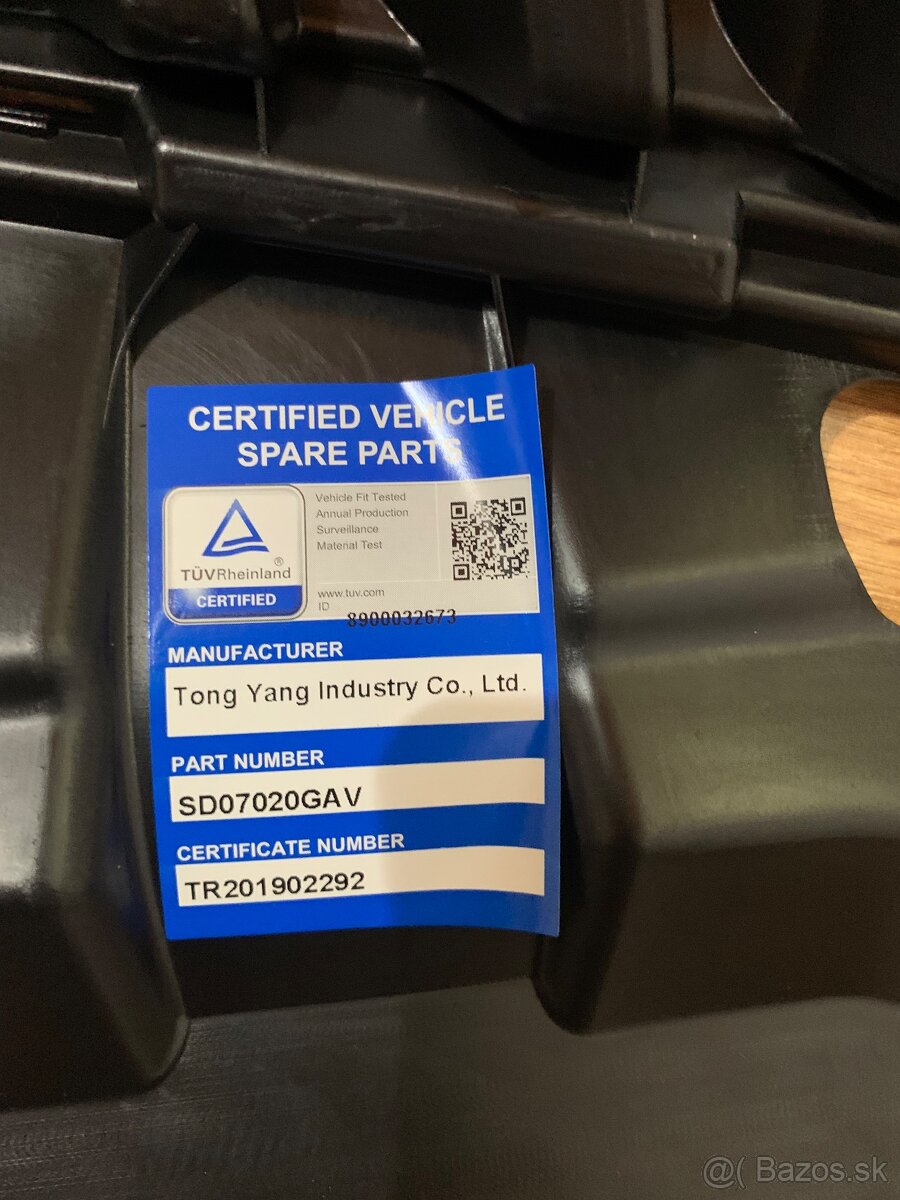 CERTIFIED VEHICLE
SPARE PARTS
TÜVRheinland®
CERTIFIED
Vehicle Fit Tested
Annual Production
Surveillance
Material Test
www.tuv.com
ID 8900032673
MANUFACTURER
Tong Yang Industry Co., Ltd.
PART NUMBER
SD07020GAV
CERTIFICATE NUMBER
TR201902292
@( Bazos.sk